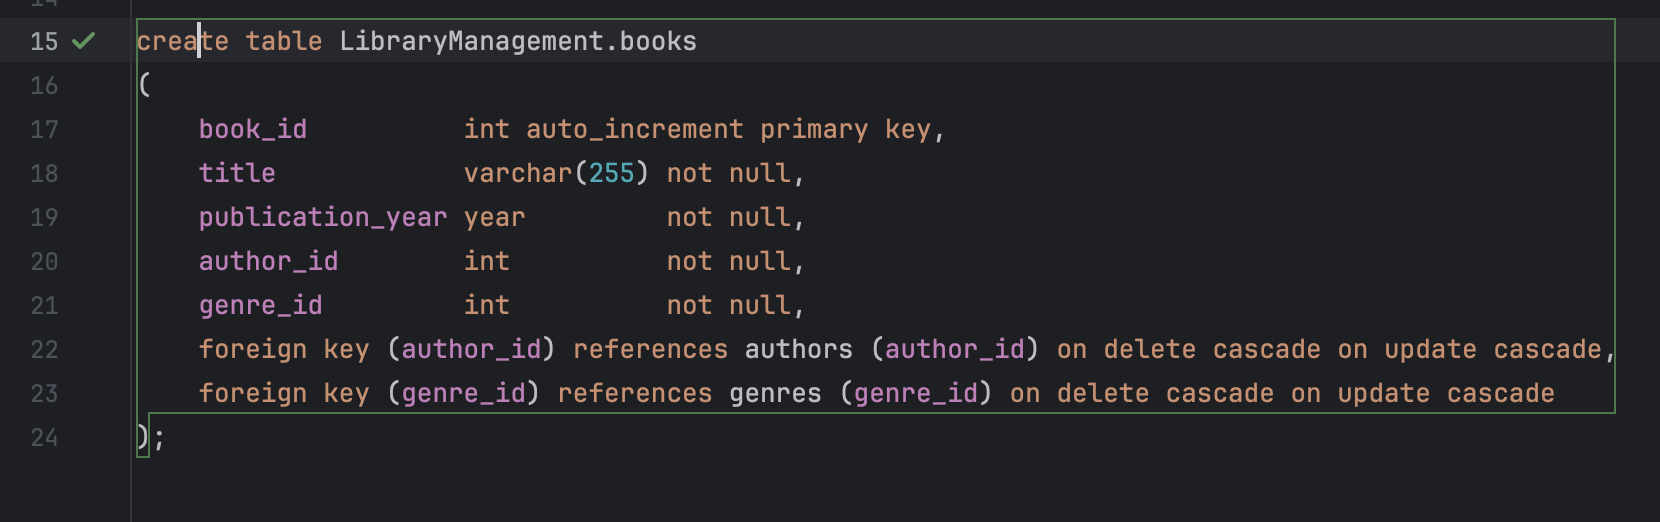 15 create table LibraryManagement.books
16 (
17 book_id int auto_increment primary key,
18 title varchar(255) not null,
19 publication_year year not null,
20 author_id int not null,
21 genre_id int not null,
22 foreign key (author_id) references authors (author_id) on delete cascade on update cascade,
23 foreign key (genre_id) references genres (genre_id) on delete cascade on update cascade
24 );